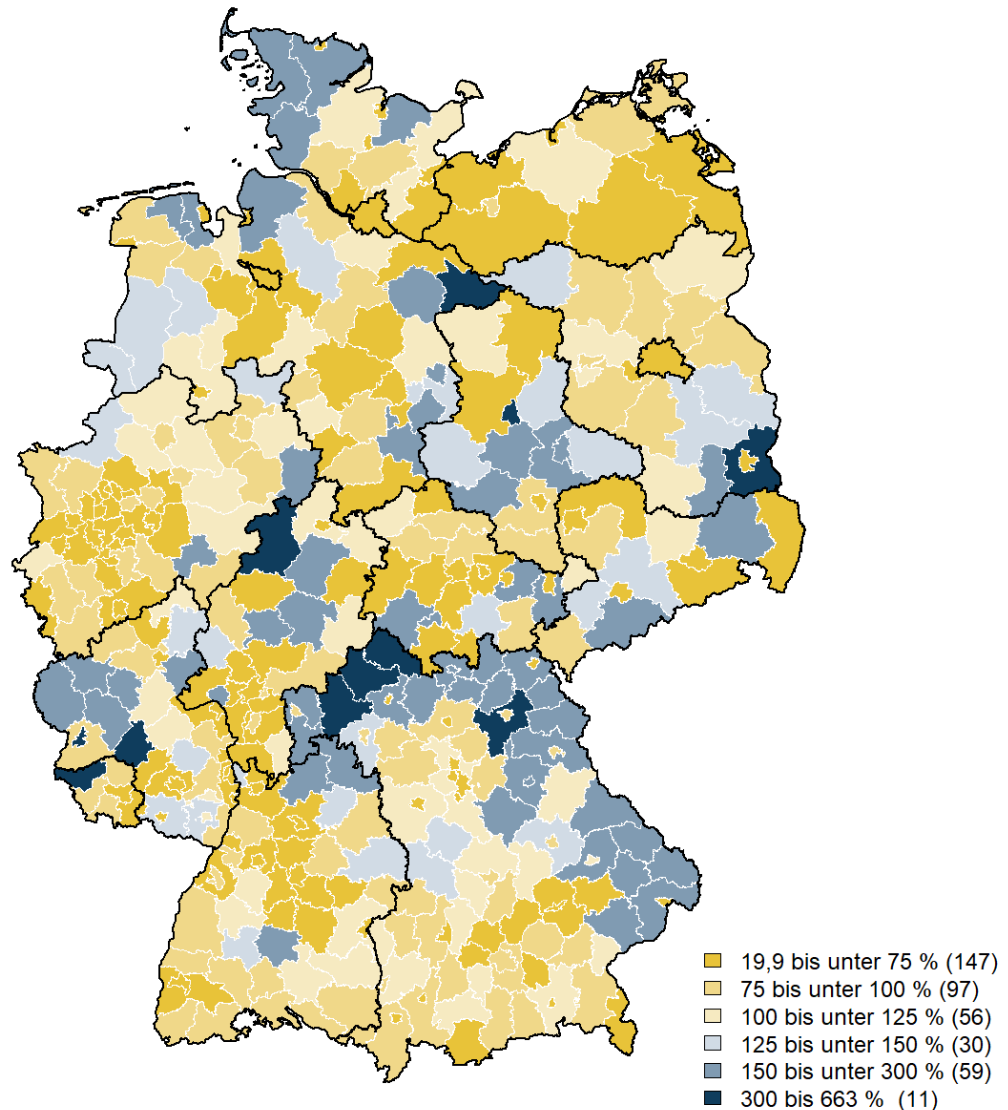 19,9 bis unter 75 % (147)
75 bis unter 100 % (97)
100 bis unter 125 % (56)
125 bis unter 150 % (30)
150 bis unter 300 % (59)
300 bis 663 % (11)